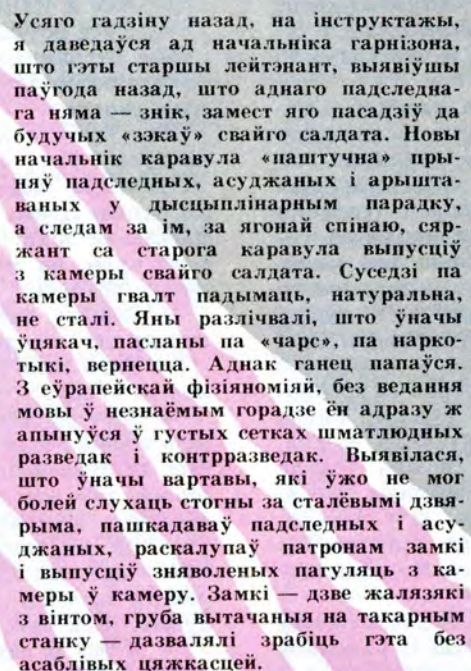 Усяго гадзіну назад, на інструктажы,
я даведаўся ад начальніка гарнізона,
што гэты старшы лейтэнант, выявіўшы
паўгода назад, што аднаго падследна-
га няма — знік, замест яго пасадзіў да
будучых «зэкаў» свайго салдата. Новы
начальнік каравула «паштучна» пры-
няў падследных, асуджаных і арышта-
ваных у дысцыплінарным парадку,
а следам за ім, за ягонай спінаю, сяр-
жант са старога каравула выпусціў
з камеры свайго салдата. Суседзі па
камеры гвалт падымаць, натуральна,
не сталі. Яны разлічвалі, што ўначы
ўцякач, пасланы па «чарс», па нарко-
тыкі, вернецца. Аднак ганец папаўся.
З еўрапейскай фізіяноміяй, без ведання
мовы ў незнаёмым горадзе ён адразу ж
апынуўся ў густых сетках шматлюдных
разведак і контрразведак. Выявілася,
што ўначы вартавы, які ўжо не мог
болей слухаць стогны за сталёвымі дзвя-
рыма, пашкадаваў падследных і асу-
джаных, раскалупаў патронам замкі
і выпусціў зняволеных пагуляць з ка-
меры ў камеру. Замкі — дзве жалязякі
з вінтом, груба вытачаныя на такарным
станку — дазвалялі зрабіць гэта без
асаблівых цяжкасцей.